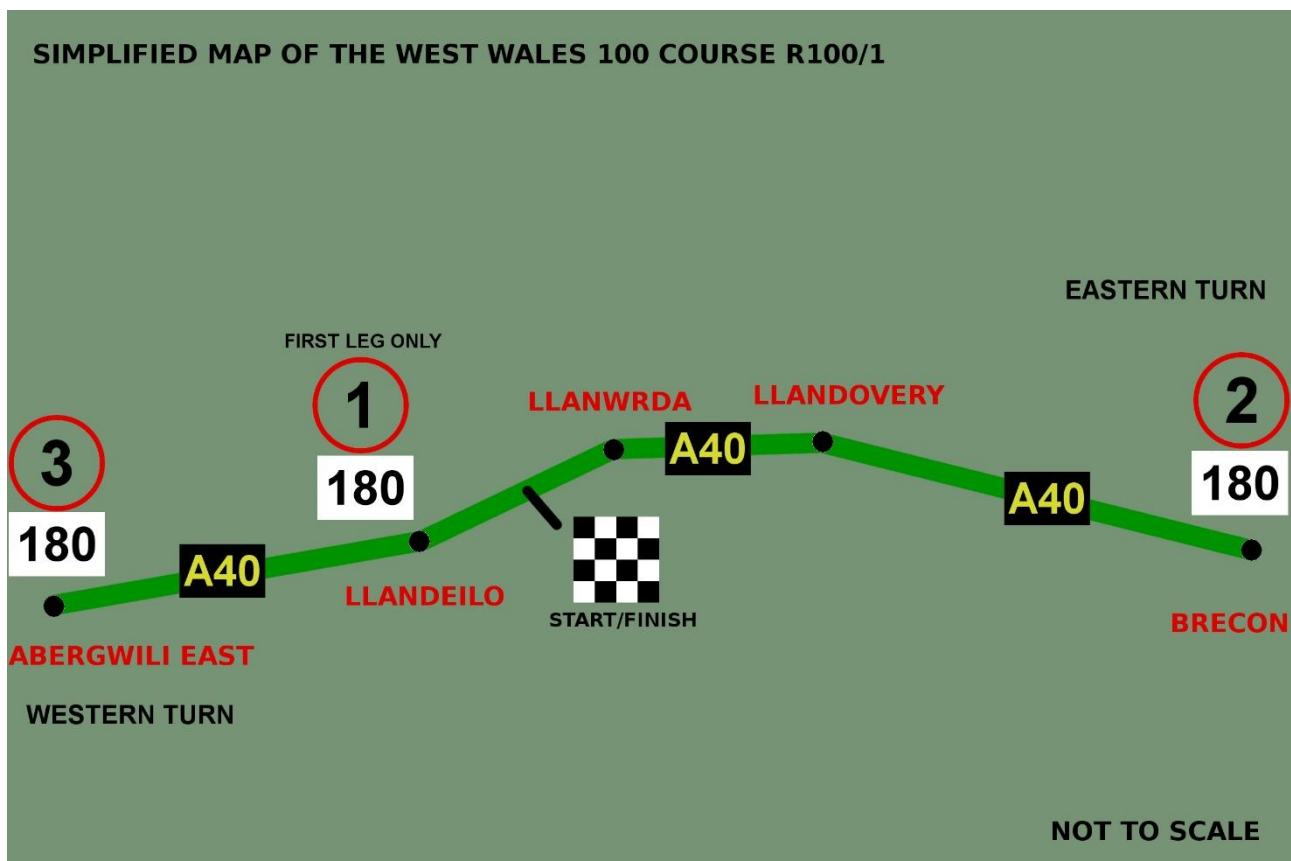 SIMPLIFIED MAP OF THE WEST WALES 100 COURSE R100/1
EASTERN TURN
FIRST LEG ONLY
1
180
LLANWRDA
LLANDOVERY
2
180
3
180
A40
A40
A40
LLANDEILO
START/FINISH
BRECON
ABERGWILI EAST
WESTERN TURN
NOT TO SCALE